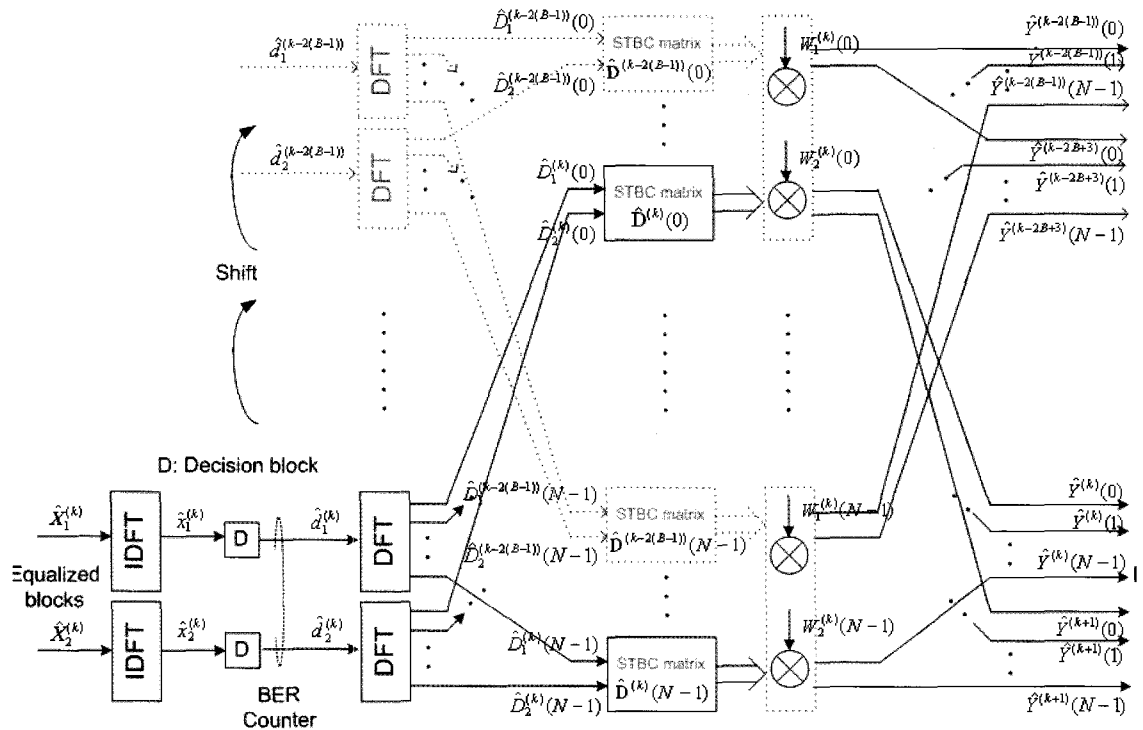 D̂₁^(k-2(B-1))(0)
STBC matrix
D̂^(k-2(B-1))(0)
W₁^(k)(0)
Ŷ^(k-2(B-1))(0)
d̂₁^(k-2(B-1))
DFT
D̂₂^(k-2(B-1))(0)
Ŷ^(k-2(B-1))(1)
Ŷ^(k-2(B-1))(N-1)
d̂₂^(k-2(B-1))
DFT
D̂₁^(k)(0)
STBC matrix
D̂^(k)(0)
D̂₂^(k)(0)
W₂^(k)(0)
Ŷ^(k-2B+3)(0)
Ŷ^(k-2B+3)(1)
Ŷ^(k-2B+3)(N-1)
Shift
D: Decision block
X̂₁^(k)
IDFT
x̂₁^(k)
D
d̂₁^(k)
DFT
D̂₁^(k-2(B-1))(N-1)
D̂₂^(k-2(B-1))(N-1)
STBC matrix
D̂^(k-2(B-1))(N-1)
W₁^(k)(N-1)
Ŷ^(k)(0)
Ŷ^(k)(1)
Ŷ^(k)(N-1)
Equalized
blocks
X̂₂^(k)
IDFT
x̂₂^(k)
D
d̂₂^(k)
DFT
D̂₁^(k)(N-1)
D̂₂^(k)(N-1)
STBC matrix
D̂^(k)(N-1)
W₂^(k)(N-1)
Ŷ^(k+1)(0)
Ŷ^(k+1)(1)
Ŷ^(k+1)(N-1)
BER
Counter